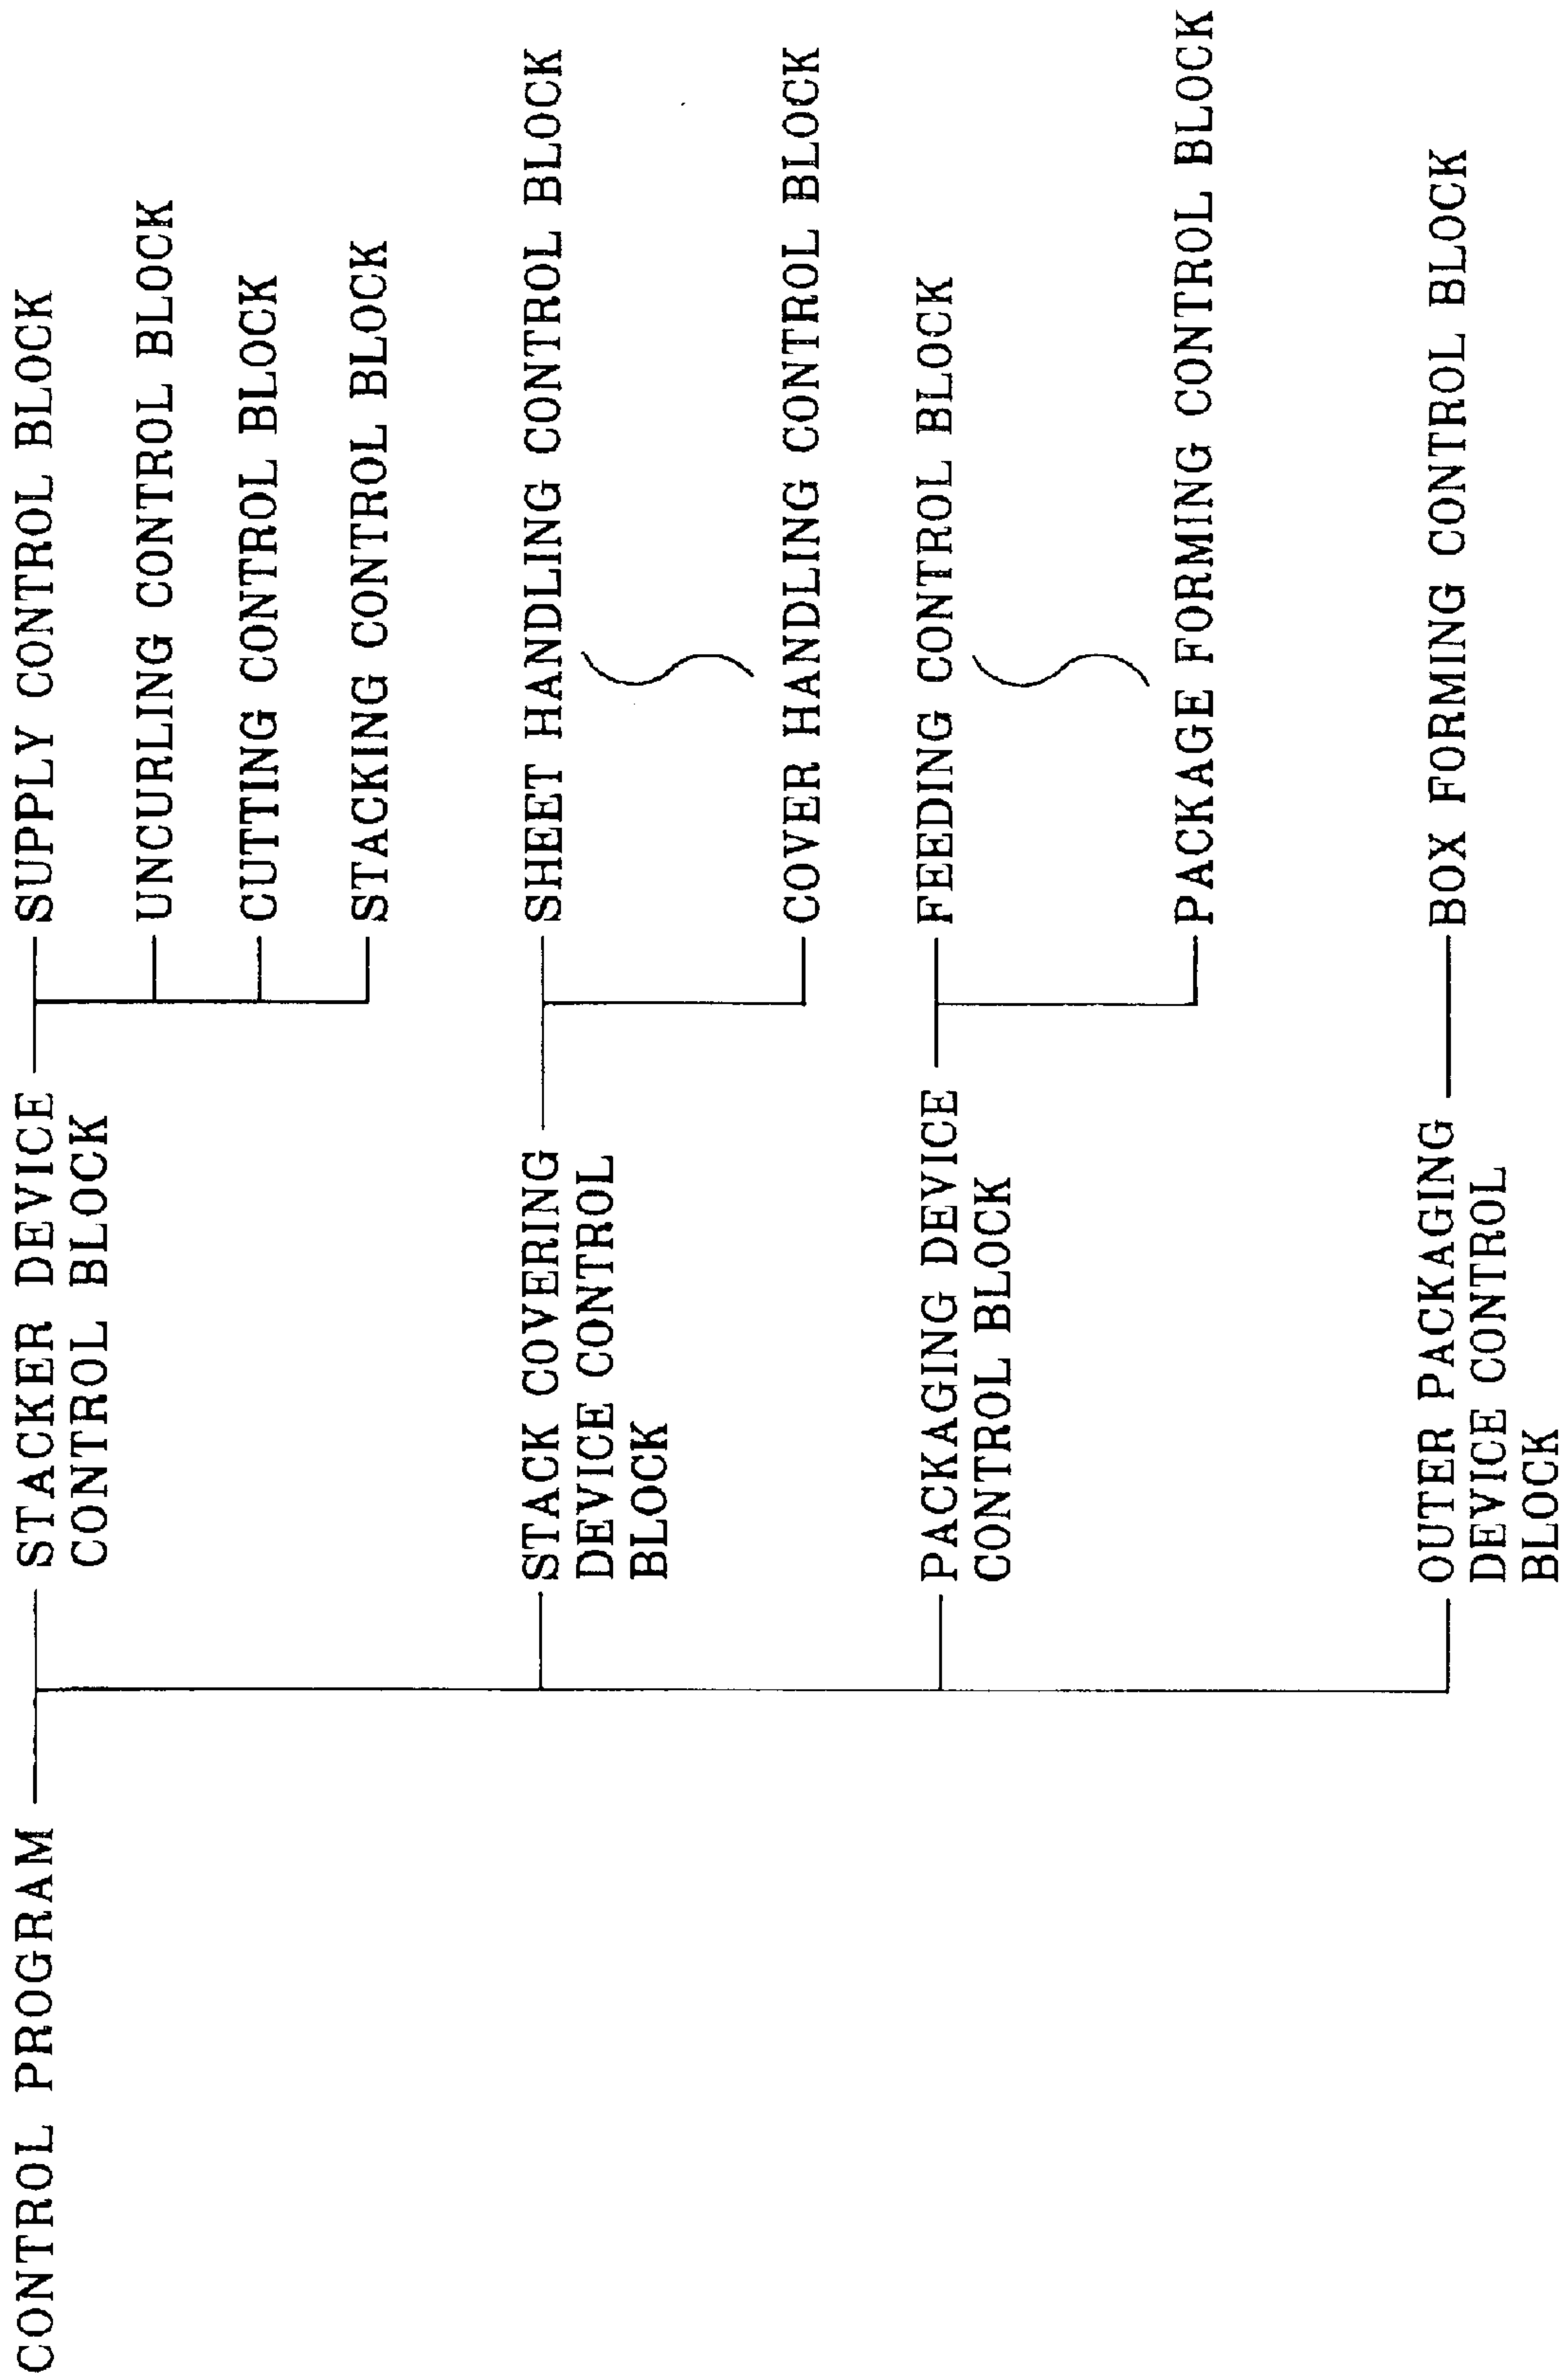 CONTROL PROGRAM
STACKER DEVICE
CONTROL BLOCK
SUPPLY CONTROL BLOCK
UNCURLING CONTROL BLOCK
CUTTING CONTROL BLOCK
STACKING CONTROL BLOCK
STACK COVERING
DEVICE CONTROL
BLOCK
SHEET HANDLING CONTROL BLOCK
COVER HANDLING CONTROL BLOCK
PACKAGING DEVICE
CONTROL BLOCK
FEEDING CONTROL BLOCK
PACKAGE FORMING CONTROL BLOCK
OUTER PACKAGING
DEVICE CONTROL
BLOCK
BOX FORMING CONTROL BLOCK